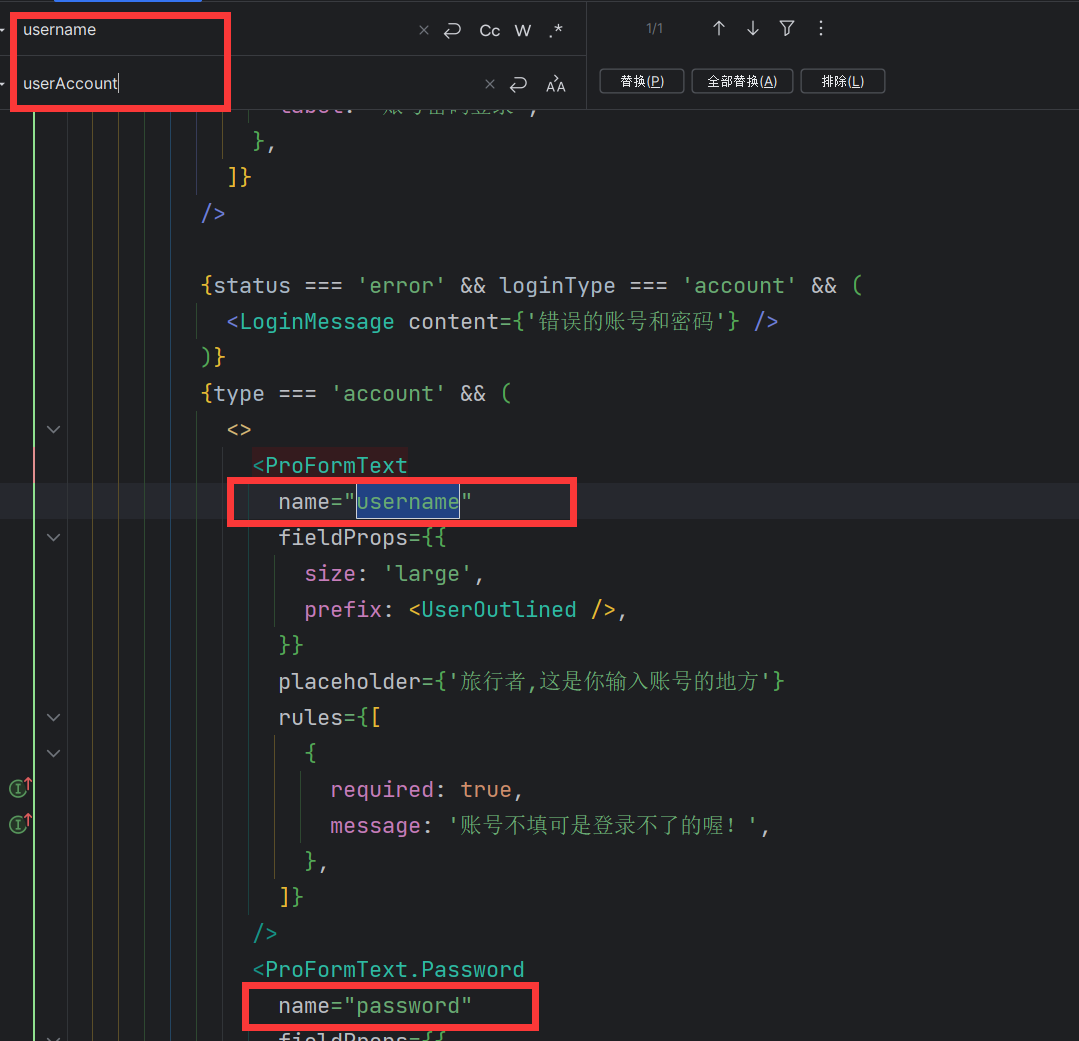 username
Cc W .*
1/1
userAccount
替换(P) 全部替换(A) 排除(L)
label: '账号密码登录',
},
]}
/>
{status === 'error' && loginType === 'account' && (
<LoginMessage content={'错误的账号和密码'} />
)}
{type === 'account' && (
<>
<ProFormText
name="username"
fieldProps={{
size: 'large',
prefix: <UserOutlined />,
}}
placeholder={'旅行者,这是你输入账号的地方'}
rules={[
{
required: true,
message: '账号不填可是登录不了的喔！',
},
]}
/>
<ProFormText.Password
name="password"
fieldProps={{